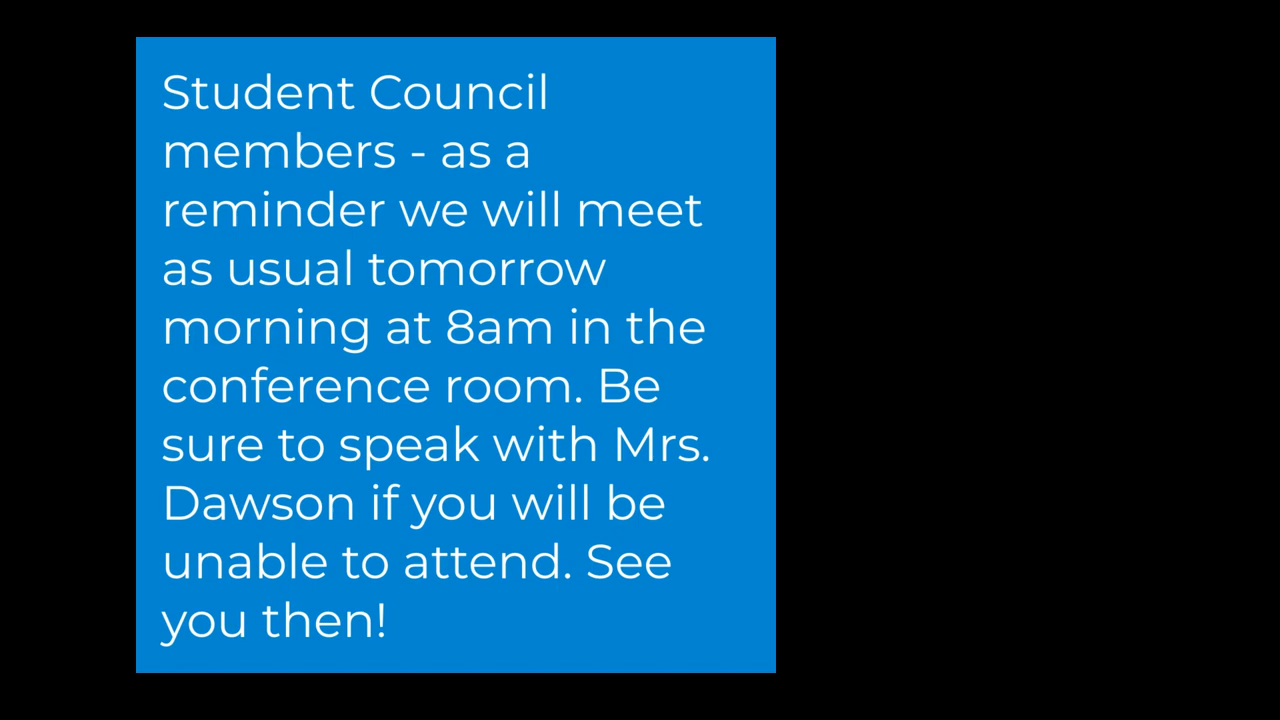 Student Council
members - as a
reminder we will meet
as usual tomorrow
morning at 8am in the
conference room. Be
sure to speak with Mrs.
Dawson if you will be
unable to attend. See
you then!